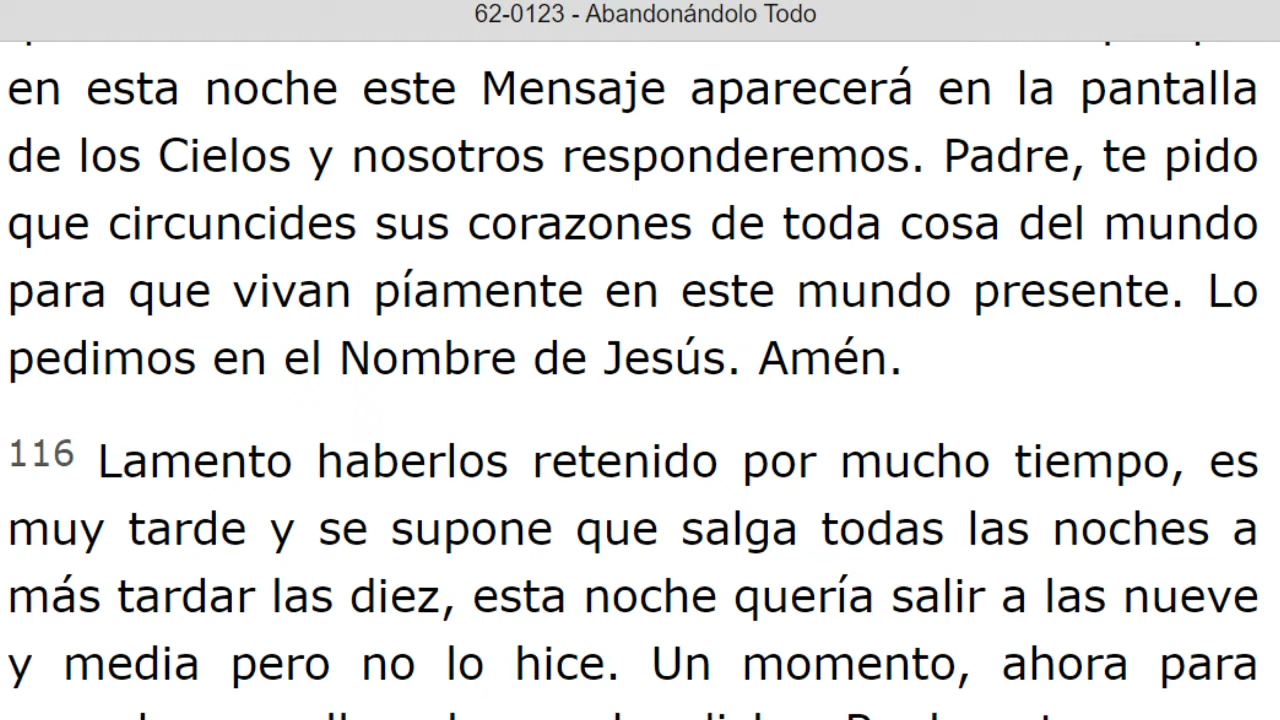 62-0123 - Abandonándolo Todo
en esta noche este Mensaje aparecerá en la pantalla
de los Cielos y nosotros responderemos. Padre, te pido
que circuncides sus corazones de toda cosa del mundo
para que vivan píamente en este mundo presente. Lo
pedimos en el Nombre de Jesús. Amén.
116 Lamento haberlos retenido por mucho tiempo, es
muy tarde y se supone que salga todas las noches a
más tardar las diez, esta noche quería salir a las nueve
y media pero no lo hice. Un momento, ahora para